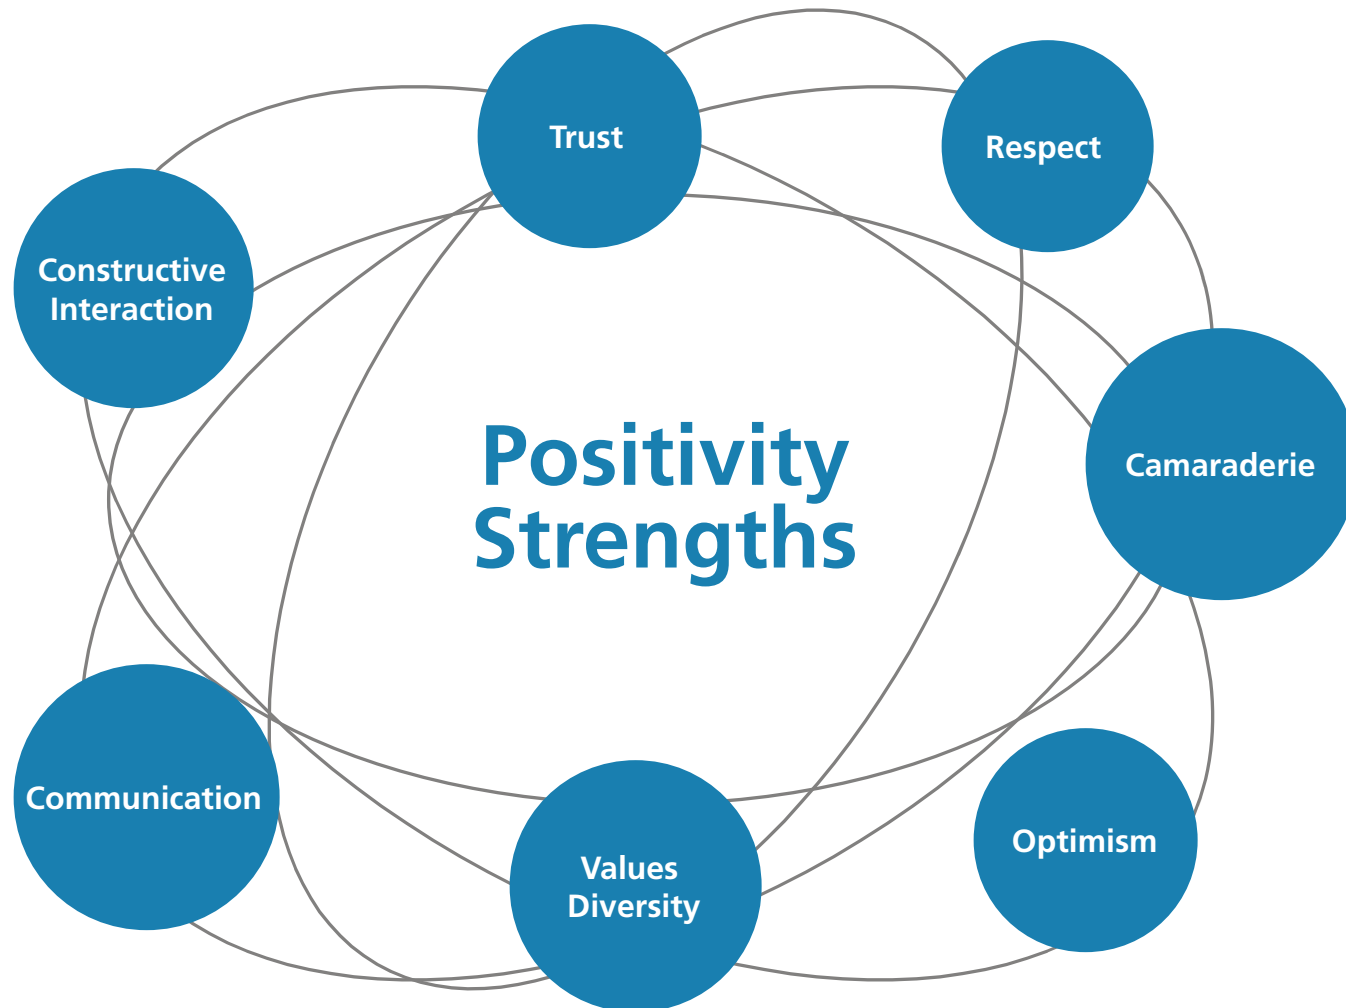 Trust
Respect
Constructive
Interaction
Positivity
Strengths
Camaraderie
Communication
Values
Diversity
Optimism